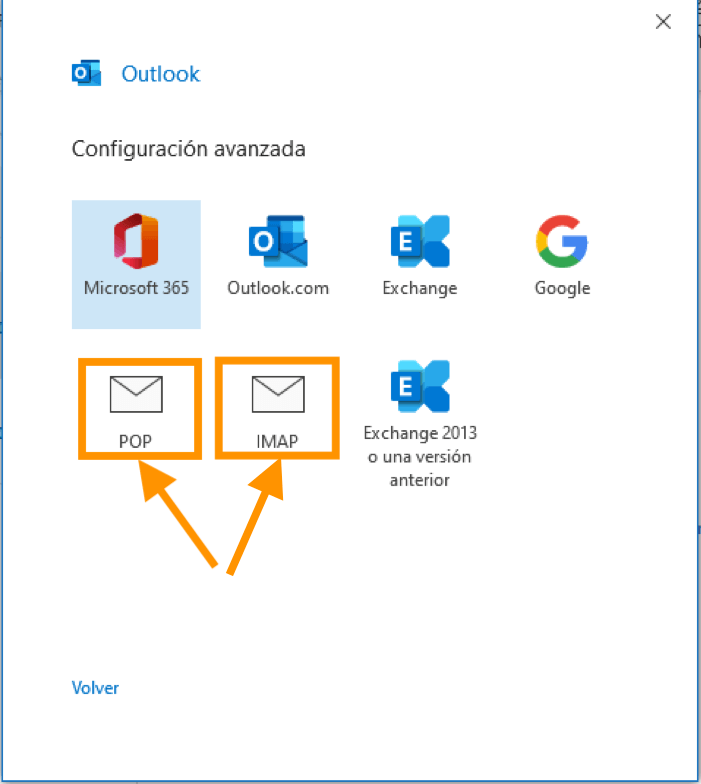 Outlook
Configuración avanzada
Microsoft 365
Outlook.com
Exchange
Google
POP
IMAP
Exchange 2013
o una versión
anterior
Volver